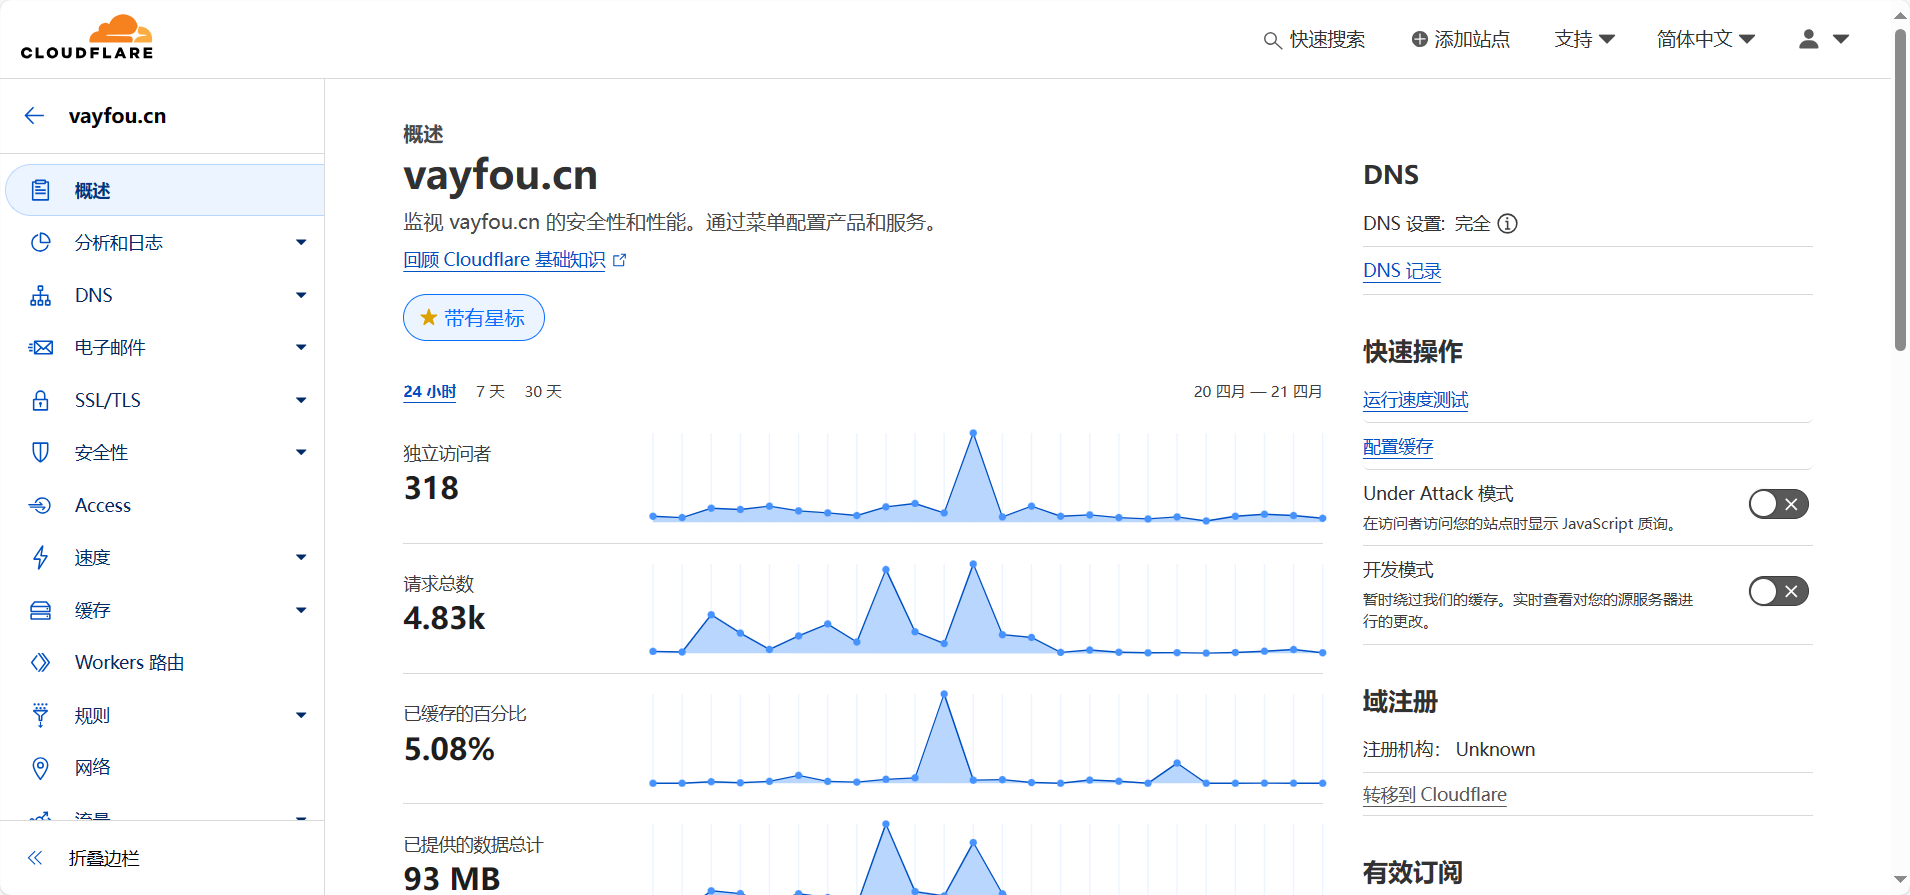 CLOUDFLARE
快速搜索
添加站点
支持
简体中文
vayfou.cn
概述
分析和日志
DNS
电子邮件
SSL/TLS
安全性
Access
速度
缓存
Workers 路由
规则
网络
流量
折叠边栏
概述
vayfou.cn
监视 vayfou.cn 的安全性和性能。通过菜单配置产品和服务。
回顾 Cloudflare 基础知识
带有星标
24 小时
7 天
30 天
20 四月 — 21 四月
独立访问者
318
请求总数
4.83k
已缓存的百分比
5.08%
已提供的数据总计
93 MB
DNS
DNS 设置: 完全
DNS 记录
快速操作
运行速度测试
配置缓存
Under Attack 模式
在访问者访问您的站点时显示 JavaScript 质询。
开发模式
暂时绕过我们的缓存。实时查看对您的源服务器进
行的更改。
域注册
注册机构: Unknown
转移到 Cloudflare
有效订阅